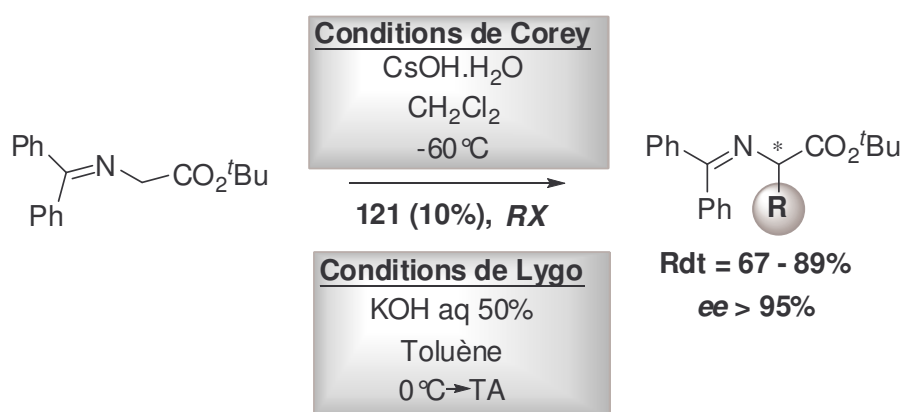 Conditions de Corey
CsOH.H₂O
CH₂Cl₂
-60°C
Ph
N
CO₂ᵗBu
Ph
121 (10%), RX
Ph
N
*
CO₂ᵗBu
Ph
R
Rdt = 67 - 89%
ee > 95%
Conditions de Lygo
KOH aq 50%
Toluène
0°C→TA